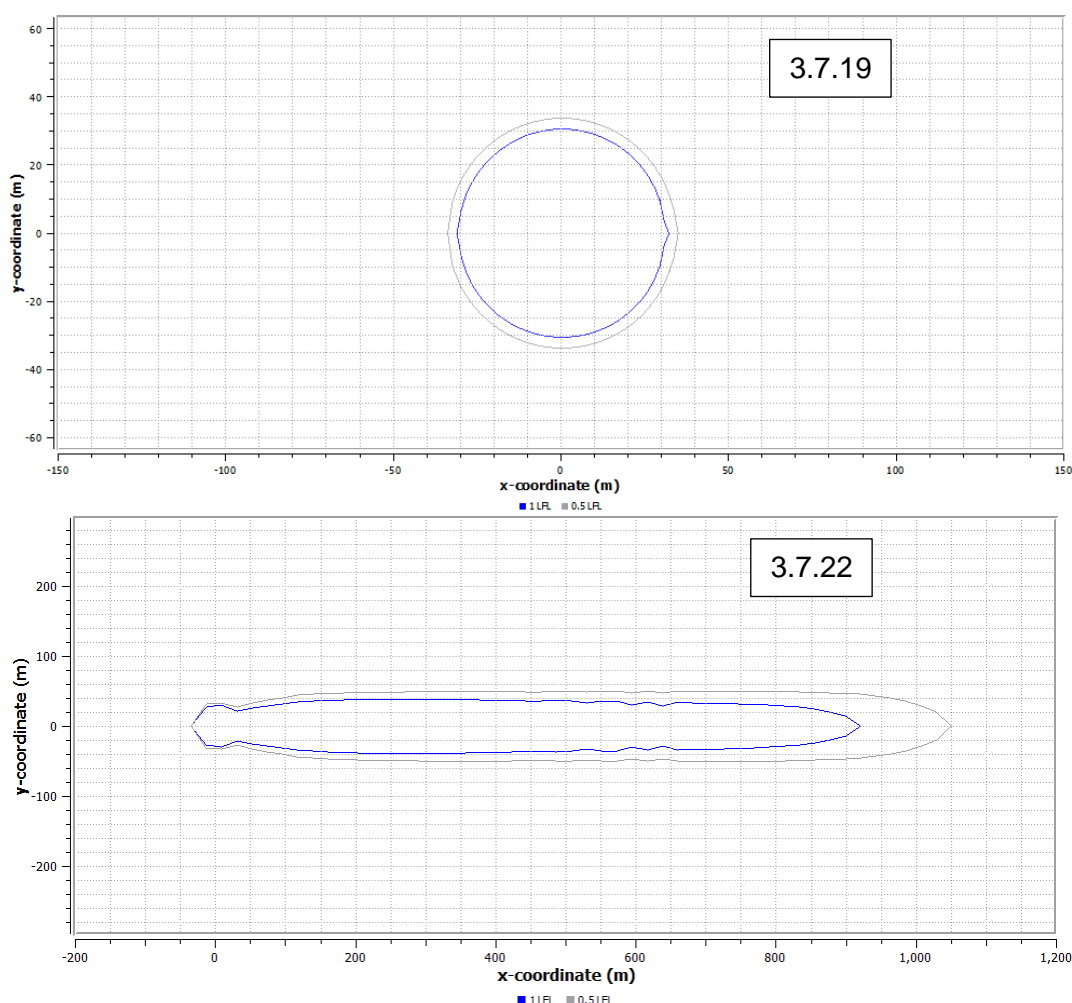 3.7.19
60
40
20
0
-20
-40
-60
y-coordinate (m)
-150 -100 -50 0 50 100 150
x-coordinate (m)
1 LFL 0.5 LFL
3.7.22
200
100
0
-100
-200
y-coordinate (m)
-200 0 200 400 600 800 1,000 1,200
x-coordinate (m)
1 LFL 0.5 LFL